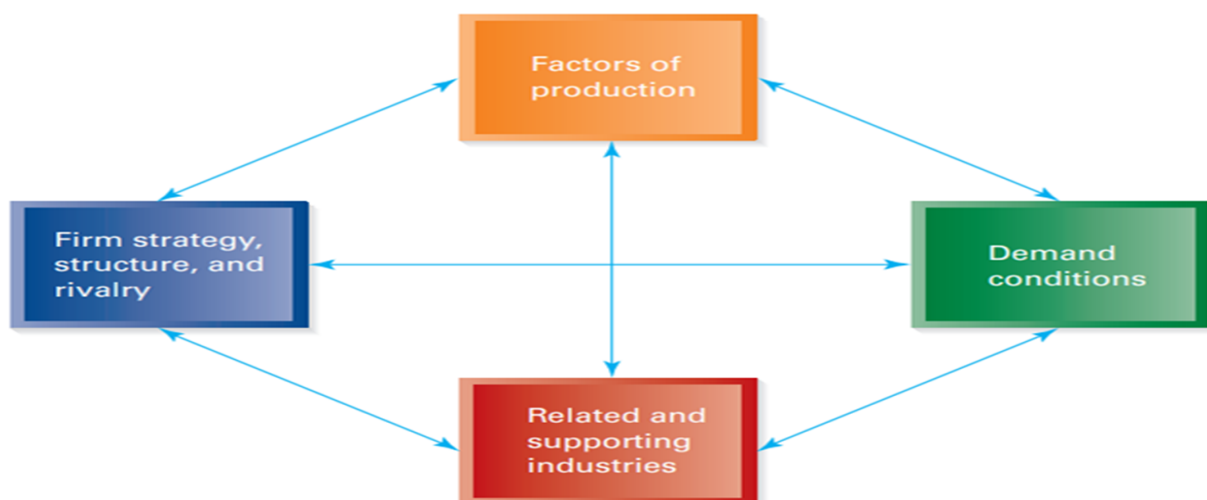 Factors of
production
Firm strategy,
structure, and
rivalry
Demand
conditions
Related and
supporting
industries